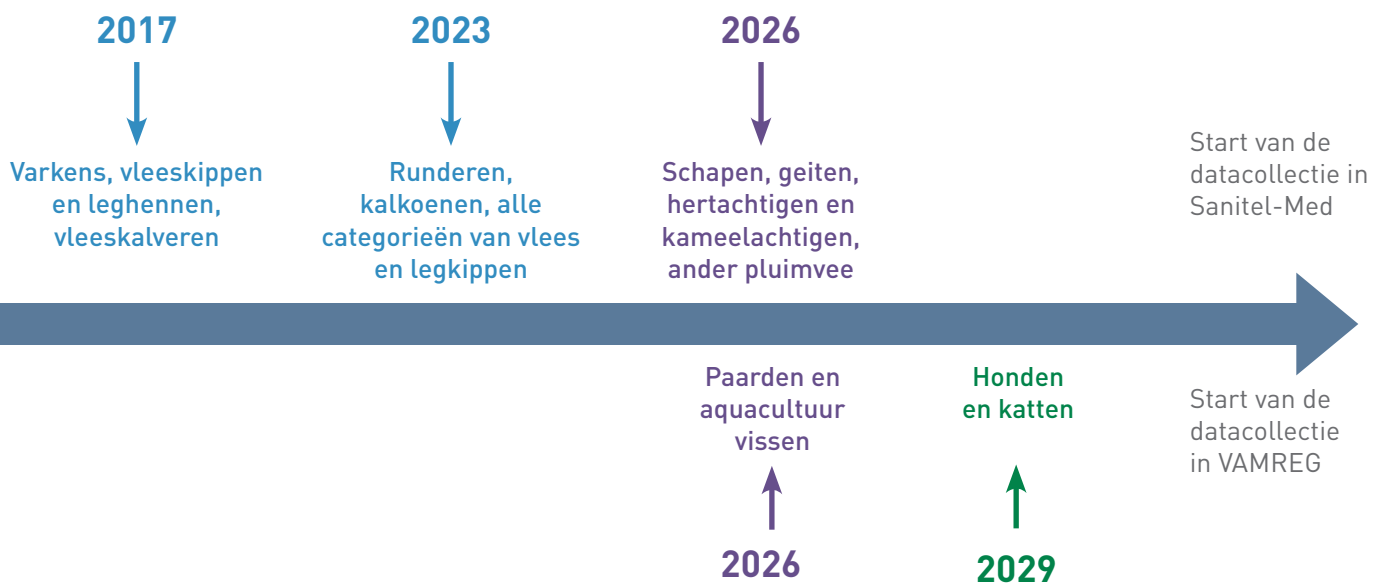 2017
Varkens, vleeskippen
en leghennen,
vleeskalveren
2023
Runderen,
kalkoenen, alle
categorieën van vlees
en legkippen
2026
Schapen, geiten,
hertachtigen en
kameelachtigen,
ander pluimvee
Start van de
datacollectie in
Sanitel-Med
Paarden en
aquacultuur
vissen
2026
Honden
en katten
2029
Start van de
datacollectie
in VAMREG